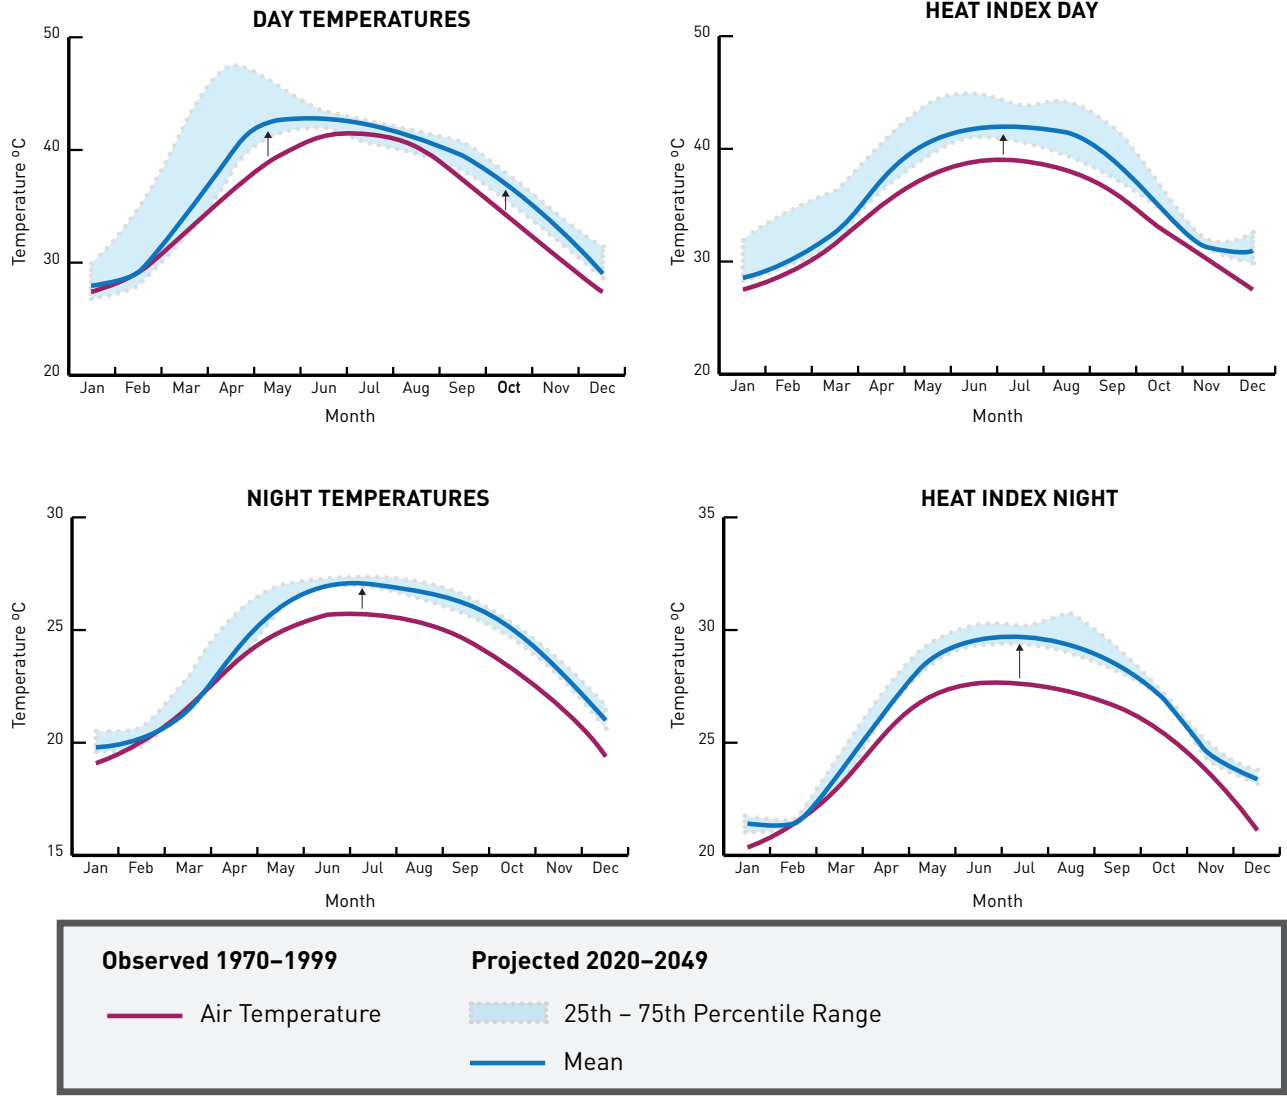 DAY TEMPERATURES
50
40
30
20
Temperature ºC
Jan Feb Mar Apr May Jun Jul Aug Sep Oct Nov Dec
Month
HEAT INDEX DAY
50
40
30
20
Temperature ºC
Jan Feb Mar Apr May Jun Jul Aug Sep Oct Nov Dec
Month
NIGHT TEMPERATURES
30
25
20
15
Temperature ºC
Jan Feb Mar Apr May Jun Jul Aug Sep Oct Nov Dec
Month
HEAT INDEX NIGHT
35
30
25
20
Temperature ºC
Jan Feb Mar Apr May Jun Jul Aug Sep Oct Nov Dec
Month
Observed 1970–1999
Air Temperature
Projected 2020–2049
25th – 75th Percentile Range
Mean